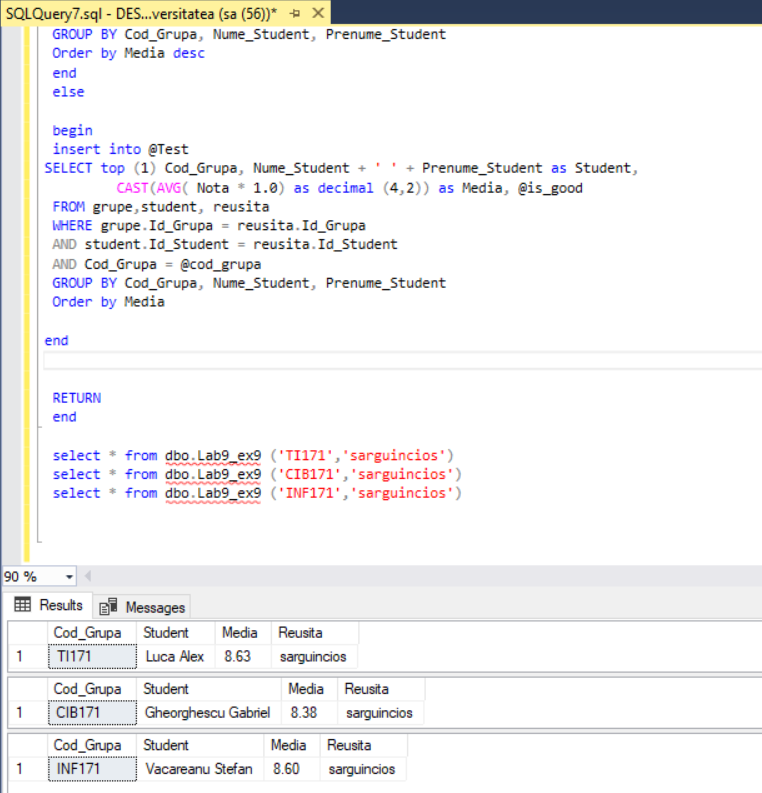 SQLQuery7.sql - DES...versitatea (sa (56))*
GROUP BY Cod_Grupa, Nume_Student, Prenume_Student
Order by Media desc
end
else
begin
insert into @Test
SELECT top (1) Cod_Grupa, Nume_Student + ' ' + Prenume_Student as Student,
CAST(AVG( Nota * 1.0) as decimal (4,2)) as Media, @is_good
FROM grupe,student, reusita
WHERE grupe.Id_Grupa = reusita.Id_Grupa
AND student.Id_Student = reusita.Id_Student
AND Cod_Grupa = @cod_grupa
GROUP BY Cod_Grupa, Nume_Student, Prenume_Student
Order by Media
end
RETURN
end
select * from dbo.Lab9_ex9 ('TI171','sarguincios')
select * from dbo.Lab9_ex9 ('CIB171','sarguincios')
select * from dbo.Lab9_ex9 ('INF171','sarguincios')
90 %
Results Messages
Cod_Grupa Student Media Reusita
1 TI171 Luca Alex 8.63 sarguincios
Cod_Grupa Student Media Reusita
1 CIB171 Gheorghescu Gabriel 8.38 sarguincios
Cod_Grupa Student Media Reusita
1 INF171 Vacareanu Stefan 8.60 sarguincios